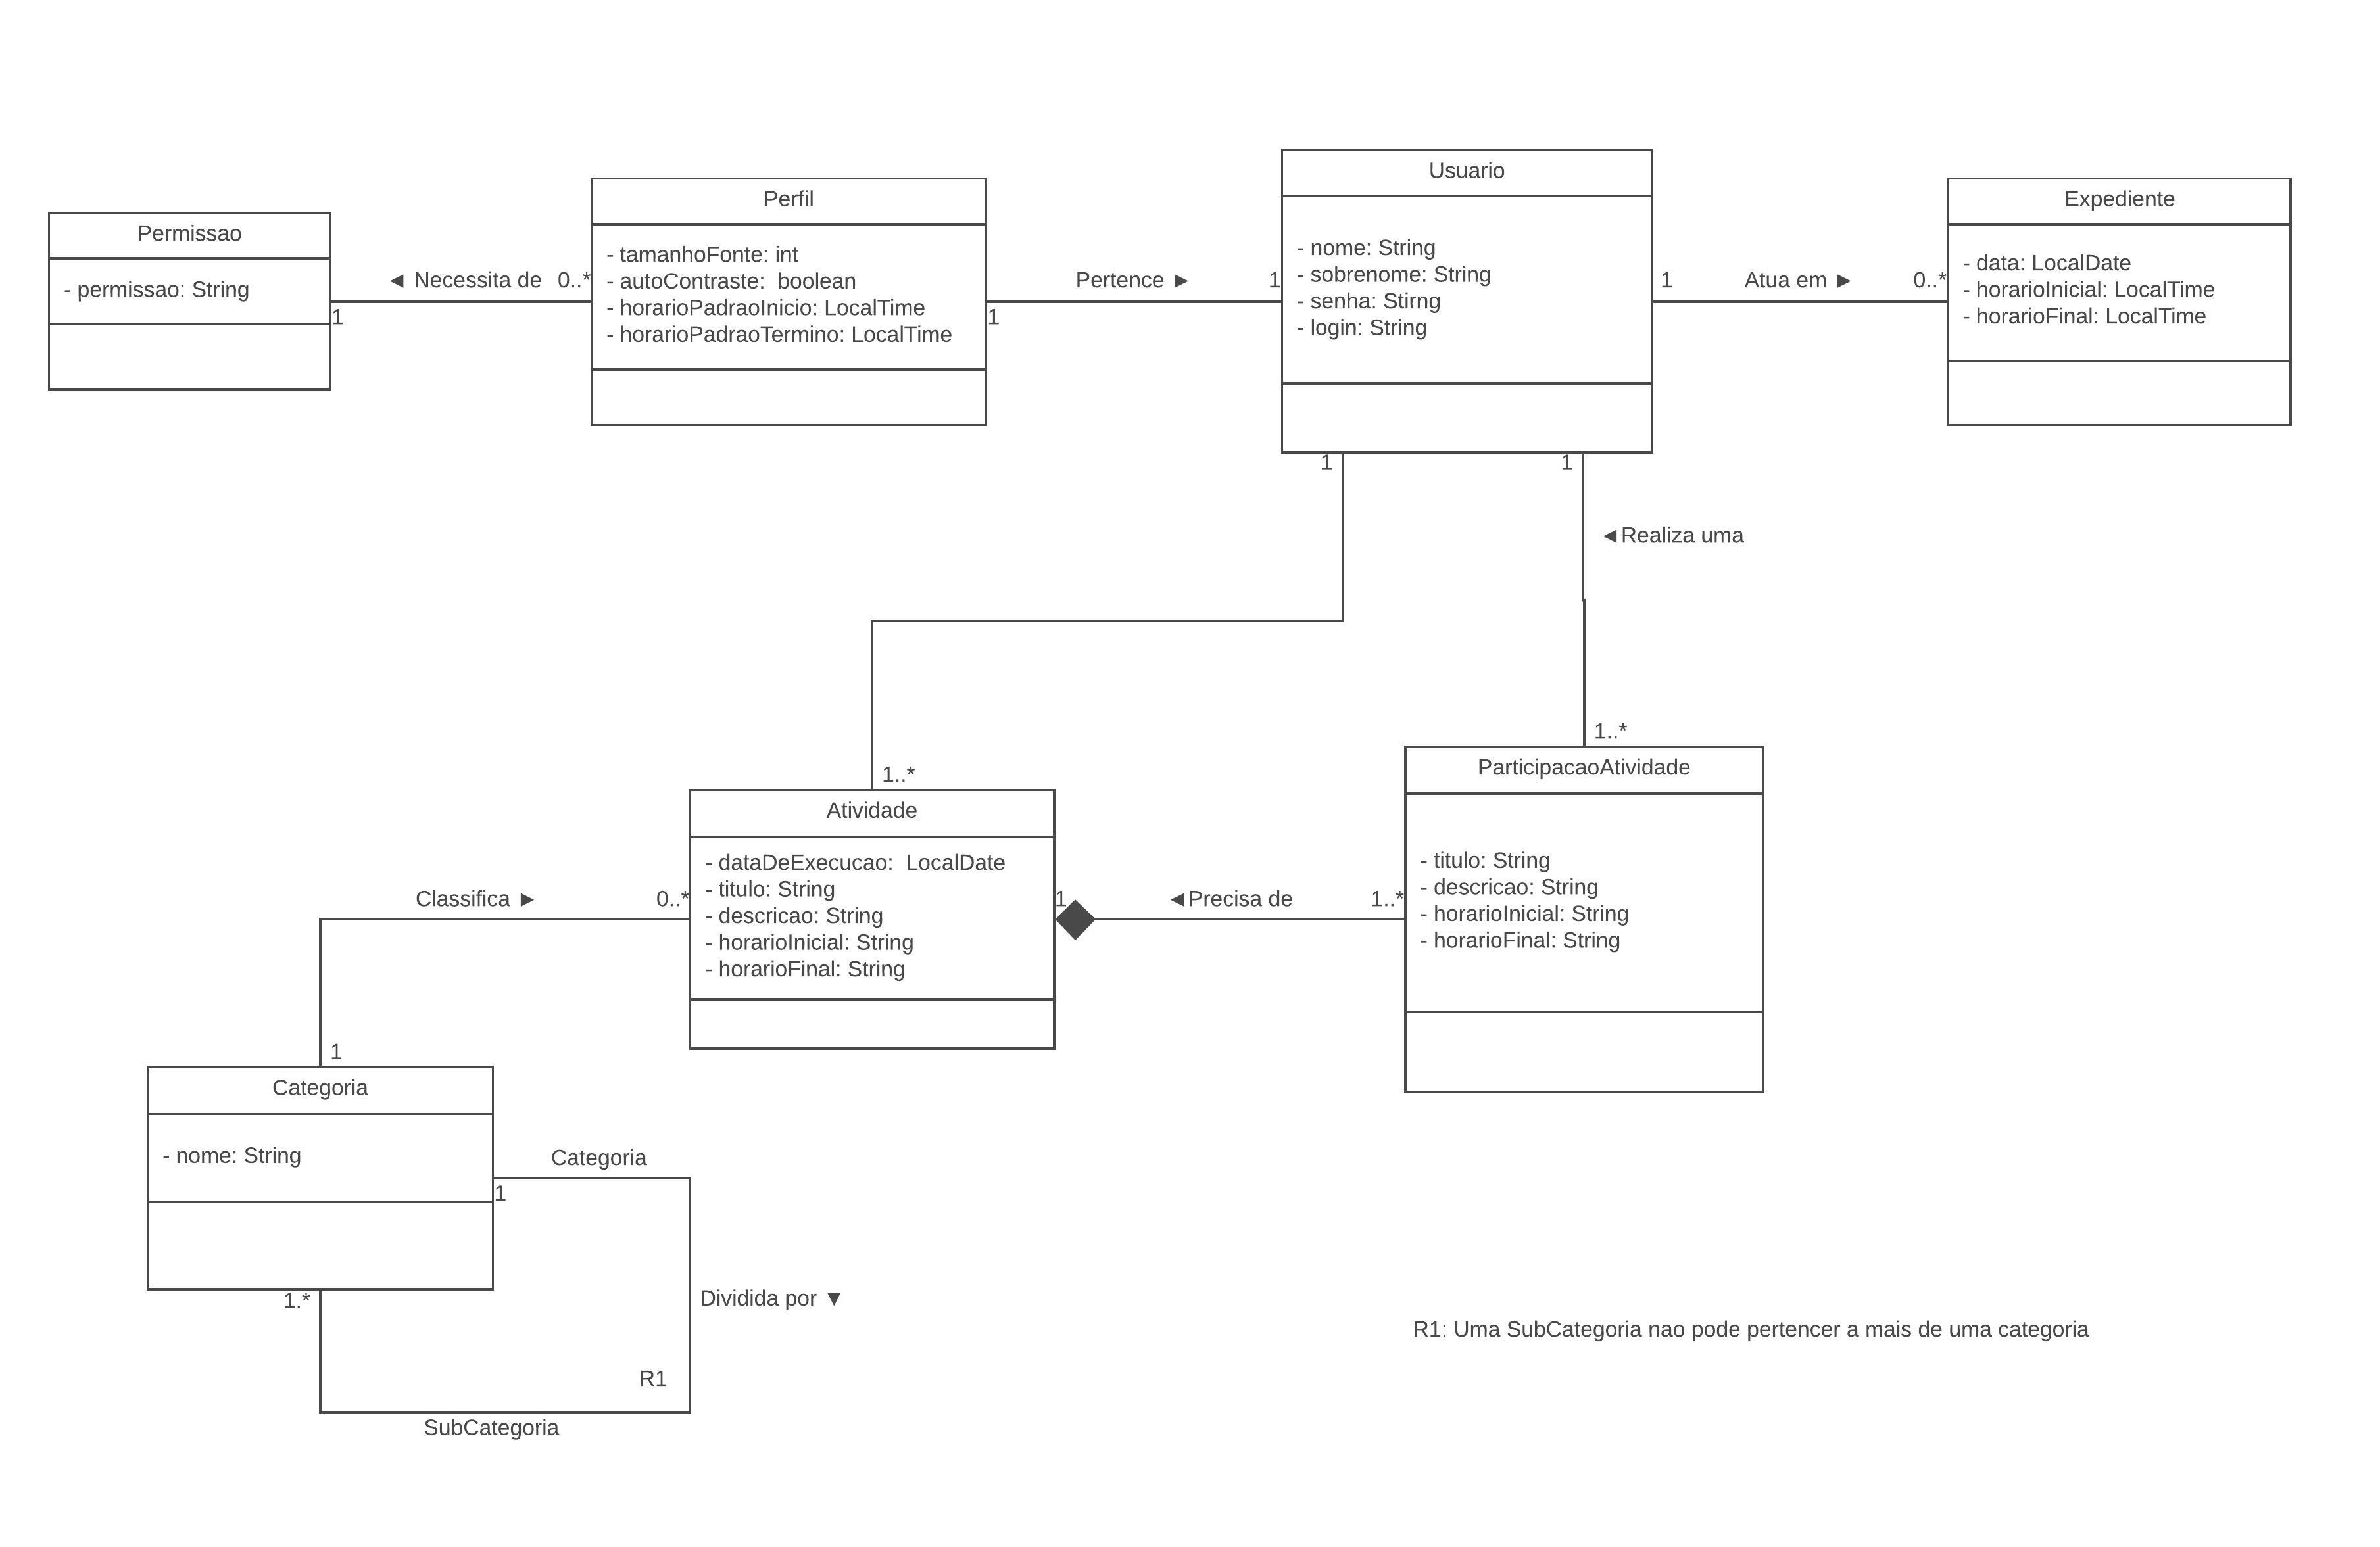 Permissao
- permissao: String
◄ Necessita de
0..*
1
Perfil
- tamanhoFonte: int
- autoContraste:  boolean
- horarioPadraoInicio: LocalTime
- horarioPadraoTermino: LocalTime
Pertence ►
1
1
Usuario
- nome: String
- sobrenome: String
- senha: Stirng
- login: String
1
Atua em ►
0..*
Expediente
- data: LocalDate
- horarioInicial: LocalTime
- horarioFinal: LocalTime
1
1
◄Realiza uma
1..*
1..*
Atividade
- dataDeExecucao:  LocalDate
- titulo: String
- descricao: String
- horarioInicial: String
- horarioFinal: String
1
◄Precisa de
1..*
ParticipacaoAtividade
- titulo: String
- descricao: String
- horarioInicial: String
- horarioFinal: String
Classifica ►
0..*
1
Categoria
- nome: String
Categoria
1
1.*
Dividida por ▼
R1
SubCategoria
R1: Uma SubCategoria nao pode pertencer a mais de uma categoria